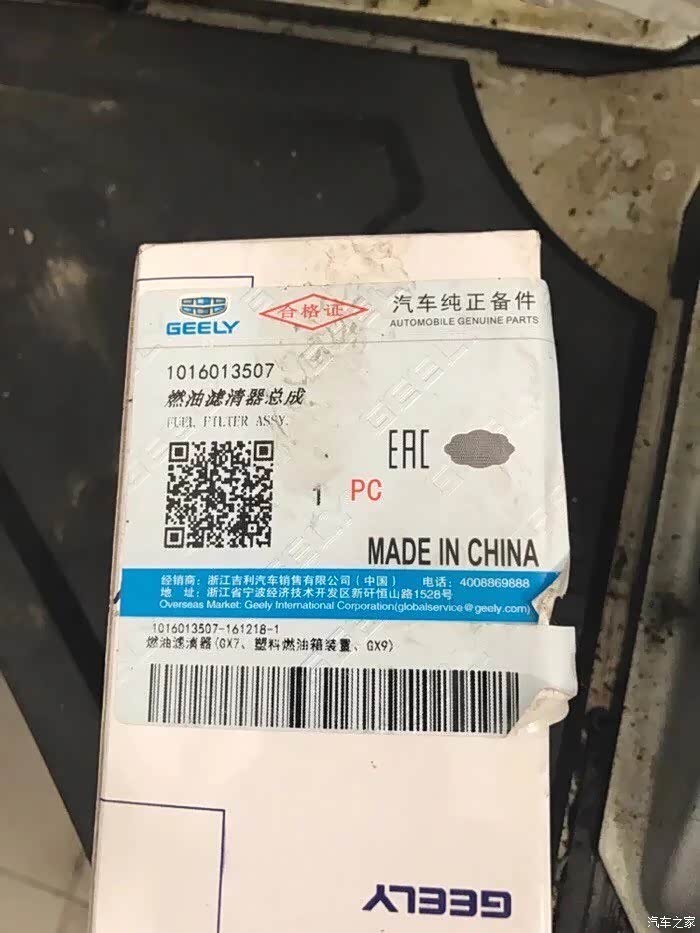 GEELY
合格证
汽车纯正备件
AUTOMOBILE GENUINE PARTS
1016013507
燃油滤清器总成
FUEL FILTER ASSY.
EAC
1 PC
MADE IN CHINA
经销商：浙江吉利汽车销售有限公司（中国） 电话：4008869888
地 址：浙江省宁波经济技术开发区新矸恒山路1528号
Overseas Market: Geely International Corporation(globalservice@geely.com)
1016013507-161218-1
燃油滤清器(GX7、塑料燃油箱装置、GX9)
GEELY
汽车之家